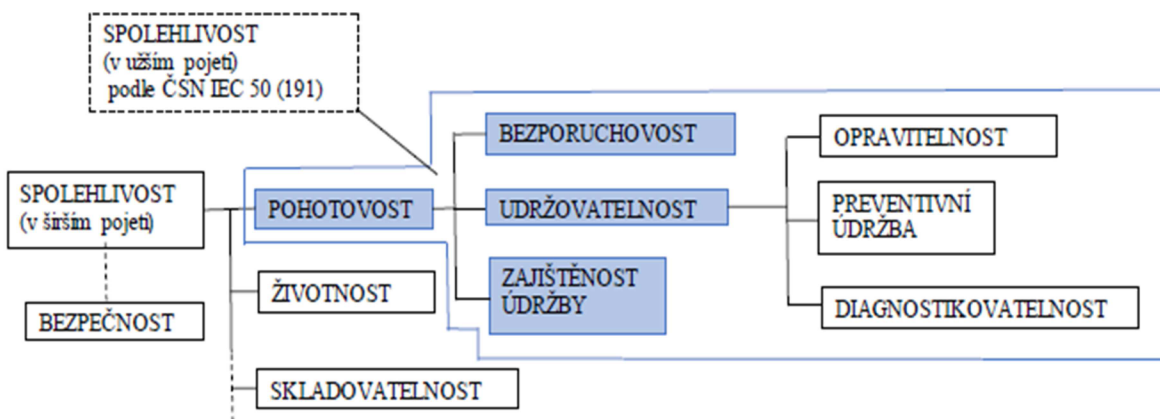 SPOLEHLIVOST
(v užším pojetí)
podle ČSN IEC 50 (191)
SPOLEHLIVOST
(v širším pojetí)
BEZPEČNOST
POHOTOVOST
ŽIVOTNOST
SKLADOVATELNOST
BEZPORUCHOVOST
UDRŽOVATELNOST
ZAJIŠTĚNOST
ÚDRŽBY
OPRAVITELNOST
PREVENTIVNÍ
ÚDRŽBA
DIAGNOSTIKOVATELNOST